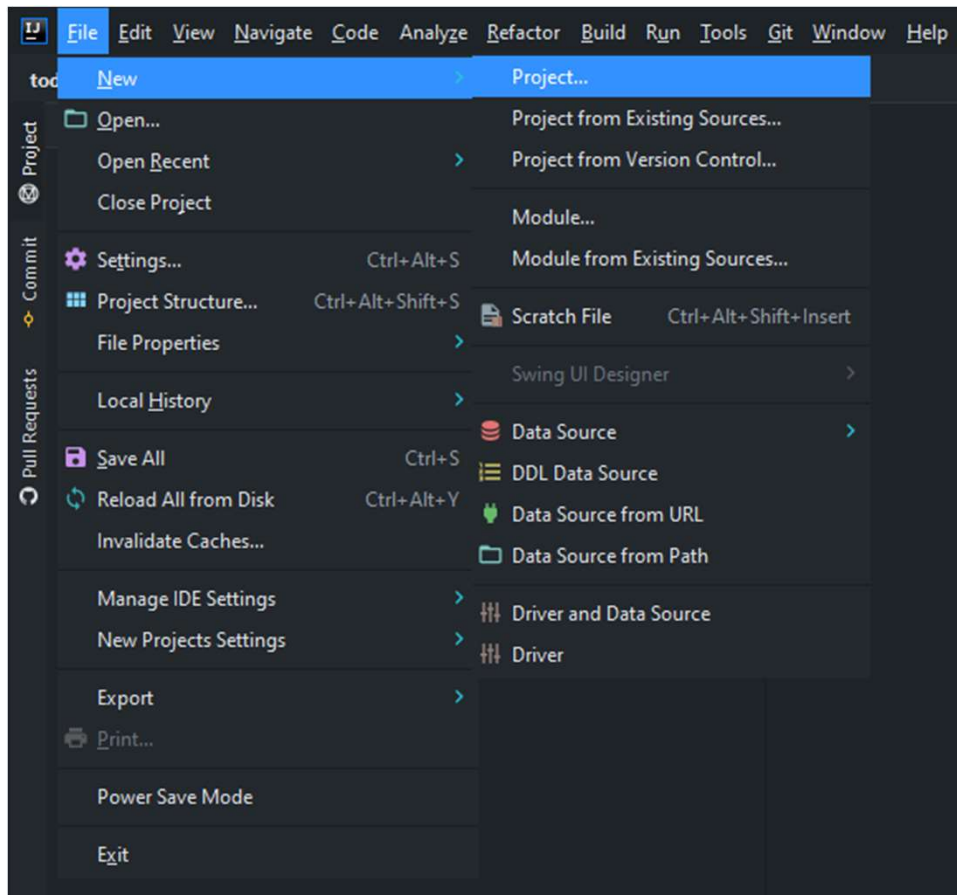 IJ File Edit View Navigate Code Analyze Refactor Build Run Tools Git Window Help
New
Open...
Open Recent
Close Project
Settings... Ctrl+Alt+S
Project Structure... Ctrl+Alt+Shift+S
File Properties
Local History
Save All Ctrl+S
Reload All from Disk Ctrl+Alt+Y
Invalidate Caches...
Manage IDE Settings
New Projects Settings
Export
Print...
Power Save Mode
Exit
Project...
Project from Existing Sources...
Project from Version Control...
Module...
Module from Existing Sources...
Scratch File Ctrl+Alt+Shift+Insert
Swing UI Designer
Data Source
DDL Data Source
Data Source from URL
Data Source from Path
Driver and Data Source
Driver
Project
Commit
Pull Requests